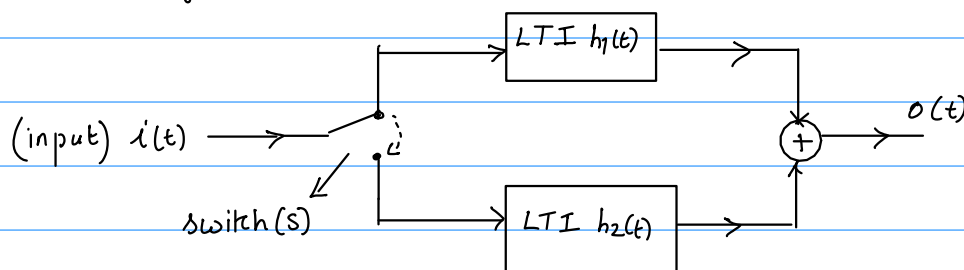 LTI h₁(t)
o(t)
(input) i(t)
+
switch(S)
LTI h₂(t)